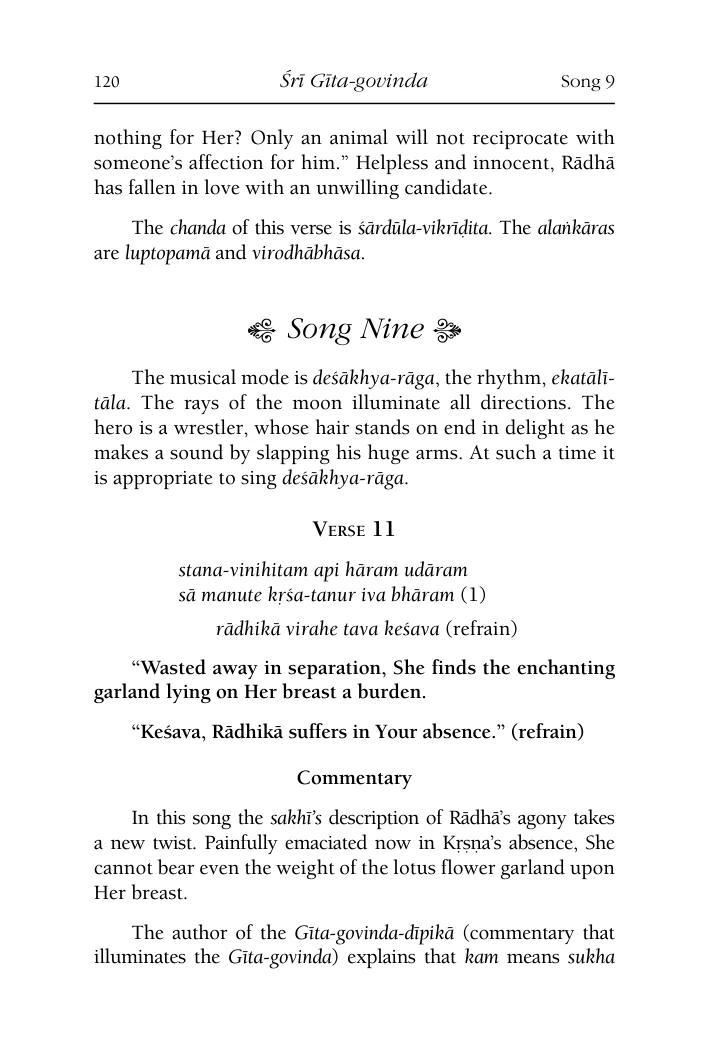 120 Śrī Gīta-govinda Song 9
nothing for Her? Only an animal will not reciprocate with
someone’s affection for him.” Helpless and innocent, Rādhā
has fallen in love with an unwilling candidate.
The chanda of this verse is śārdūla-vikrīḍita. The alaṅkāras
are luptopamā and virodhābhāsa.
Song Nine
The musical mode is deśākhya-rāga, the rhythm, ekatālī-
tāla. The rays of the moon illuminate all directions. The
hero is a wrestler, whose hair stands on end in delight as he
makes a sound by slapping his huge arms. At such a time it
is appropriate to sing deśākhya-rāga.
Verse 11
stana-vinihitam api hāram udāram
sā manute kṛśa-tanur iva bhāram (1)
rādhikā virahe tava keśava (refrain)
“Wasted away in separation, She finds the enchanting
garland lying on Her breast a burden.
“Keśava, Rādhikā suffers in Your absence.” (refrain)
Commentary
In this song the sakhī’s description of Rādhā’s agony takes
a new twist. Painfully emaciated now in Kṛṣṇa’s absence, She
cannot bear even the weight of the lotus flower garland upon
Her breast.
The author of the Gīta-govinda-dīpikā (commentary that
illuminates the Gīta-govinda) explains that kam means sukha